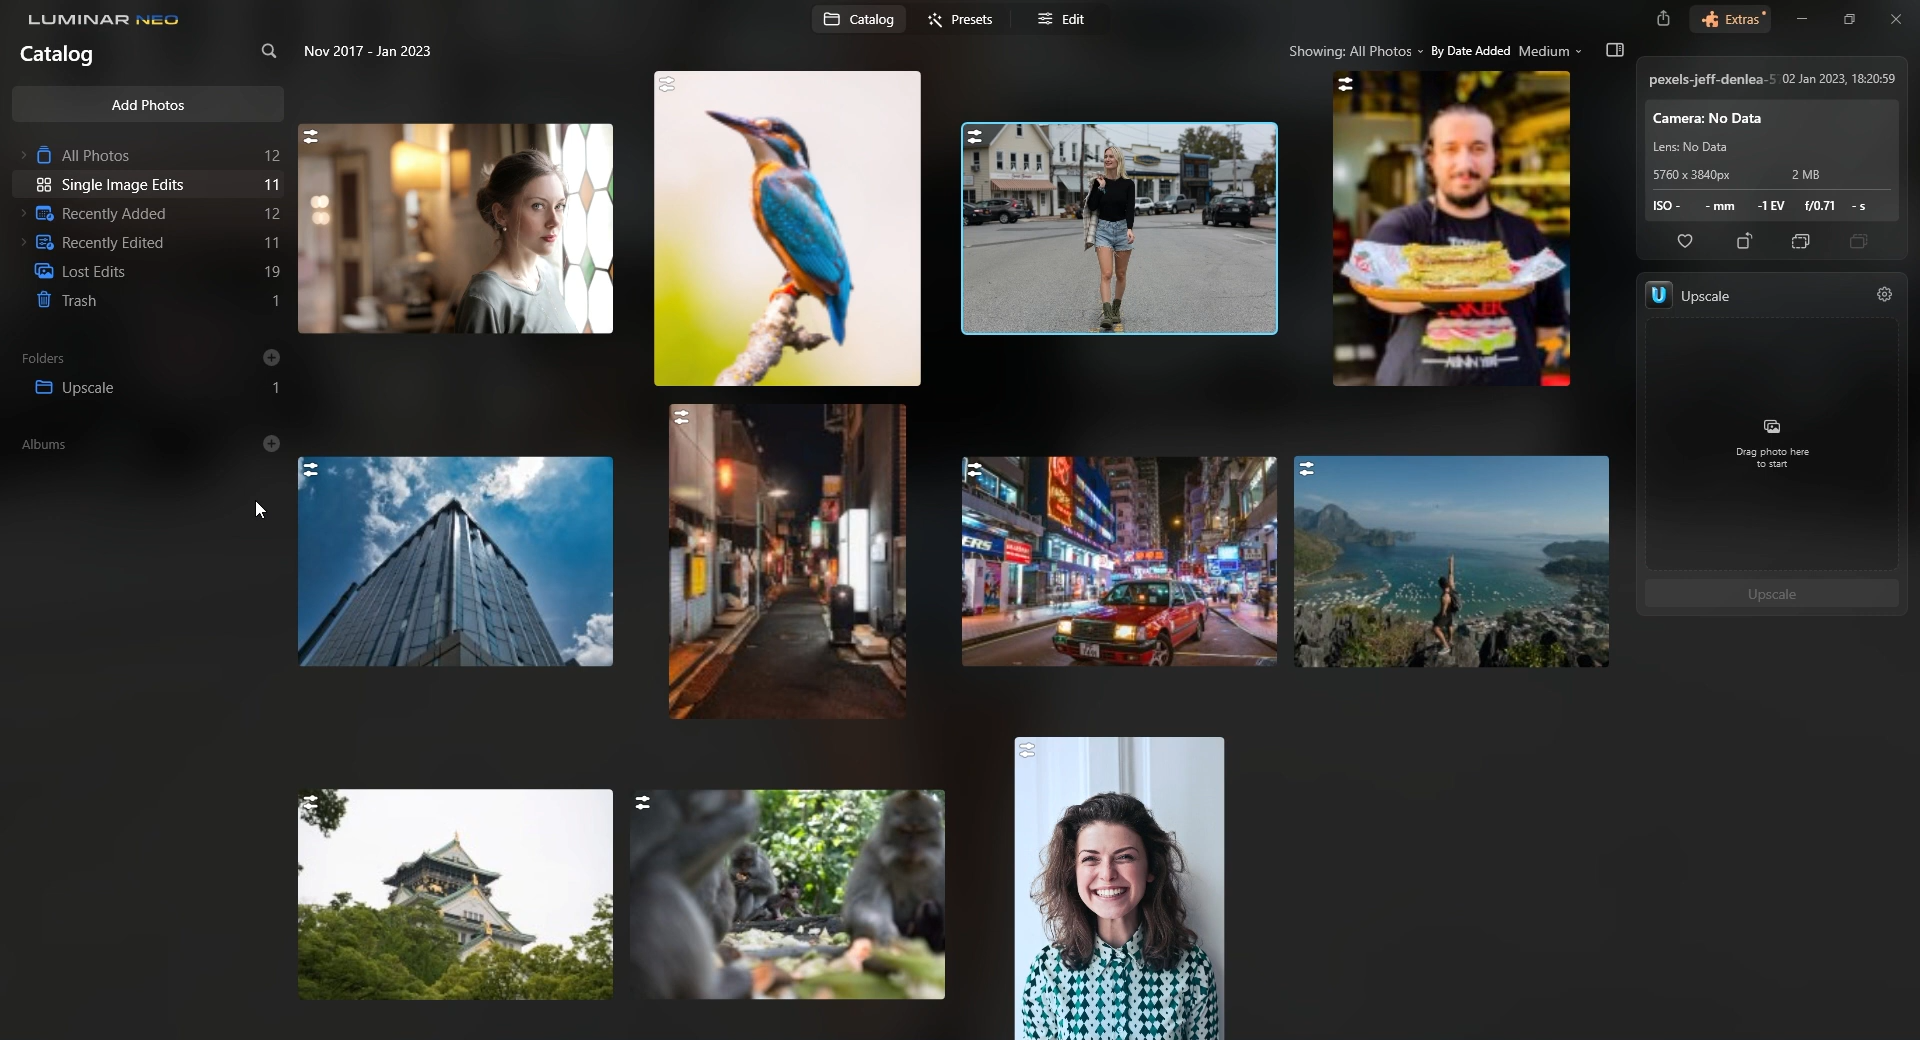 LUMINAR NEO
Catalog
Presets
Edit
Extras
Catalog
Nov 2017 - Jan 2023
Showing: All Photos
By Date Added
Medium
Add Photos
All Photos 12
Single Image Edits 11
Recently Added 12
Recently Edited 11
Lost Edits 19
Trash 1
Folders
Upscale 1
Albums
pexels-jeff-denlea-5 02 Jan 2023, 18:20:59
Camera: No Data
Lens: No Data
5760 x 3840px 2 MB
ISO - - mm -1 EV f/0.71 - s
Upscale
Drag photo here
to start
Upscale